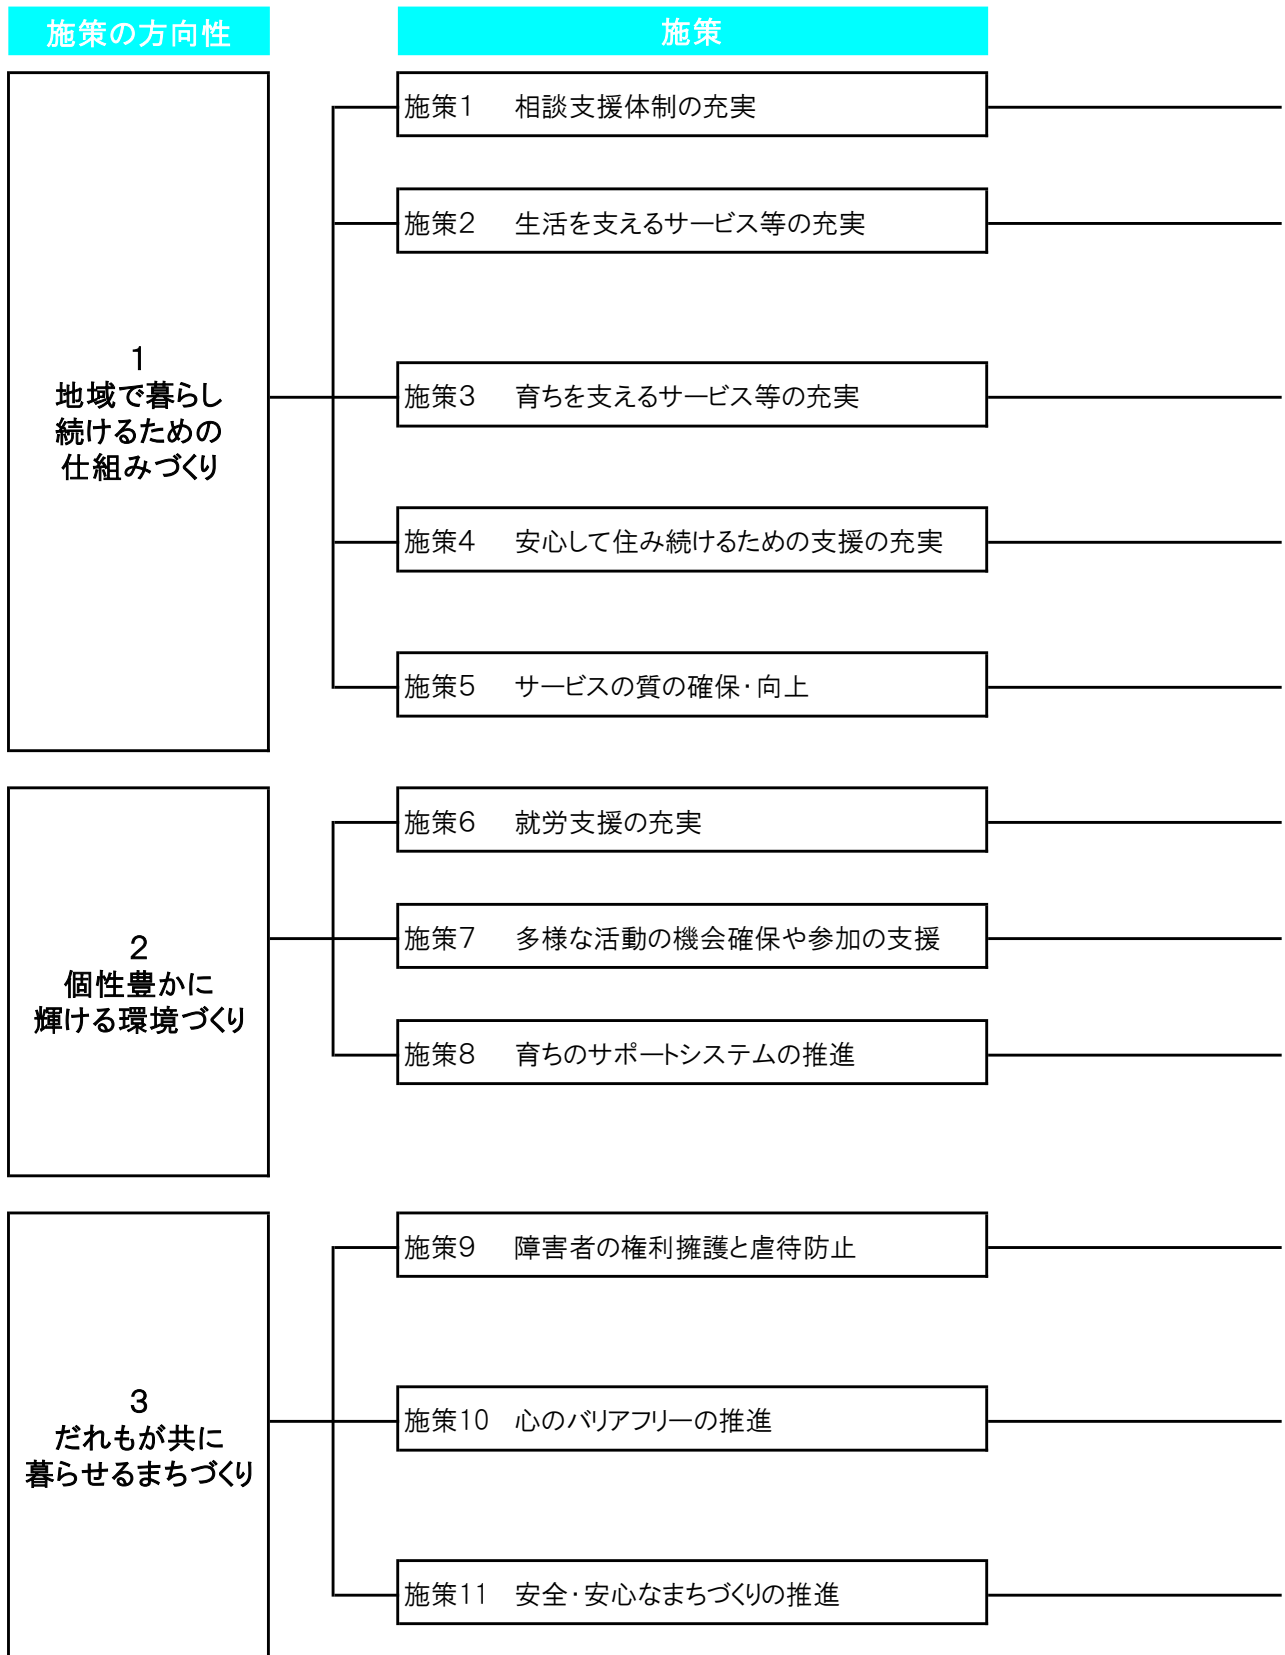 施策の方向性
施策
1
地域で暮らし
続けるための
仕組みづくり
施策1 相談支援体制の充実
施策2 生活を支えるサービス等の充実
施策3 育ちを支えるサービス等の充実
施策4 安心して住み続けるための支援の充実
施策5 サービスの質の確保・向上
2
個性豊かに
輝ける環境づくり
施策6 就労支援の充実
施策7 多様な活動の機会確保や参加の支援
施策8 育ちのサポートシステムの推進
3
だれもが共に
暮らせるまちづくり
施策9 障害者の権利擁護と虐待防止
施策10 心のバリアフリーの推進
施策11 安全・安心なまちづくりの推進